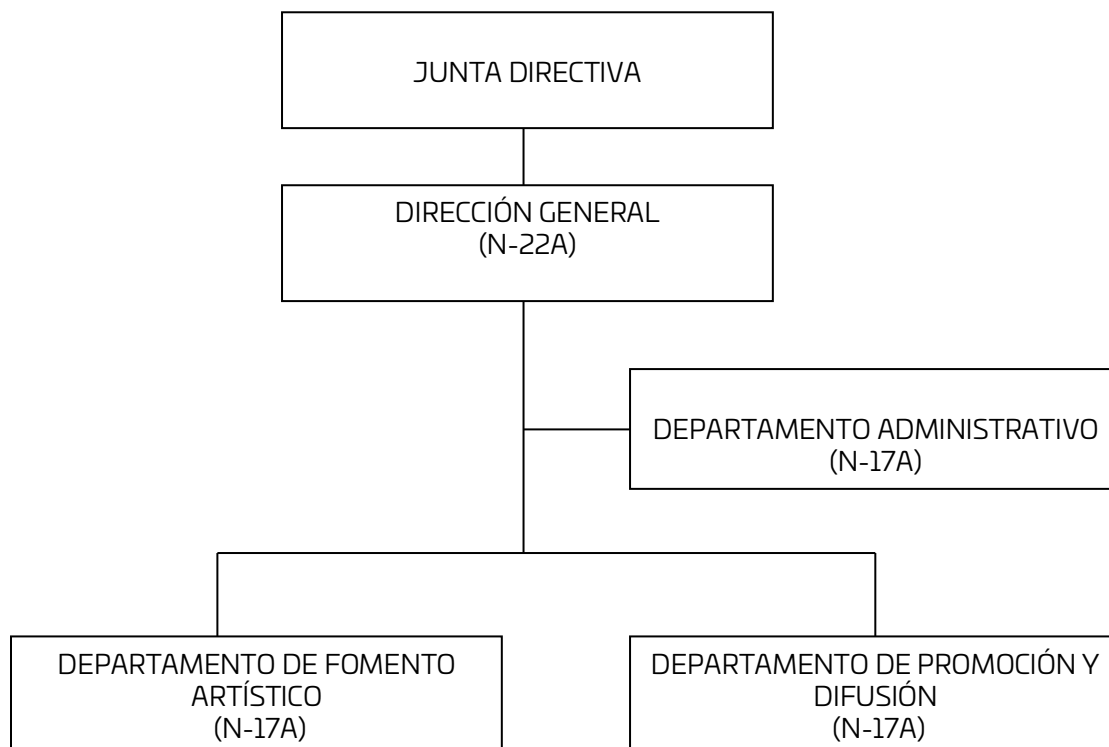 JUNTA DIRECTIVA
DIRECCIÓN GENERAL
(N-22A)
DEPARTAMENTO ADMINISTRATIVO
(N-17A)
DEPARTAMENTO DE FOMENTO
ARTÍSTICO
(N-17A)
DEPARTAMENTO DE PROMOCIÓN Y
DIFUSIÓN
(N-17A)